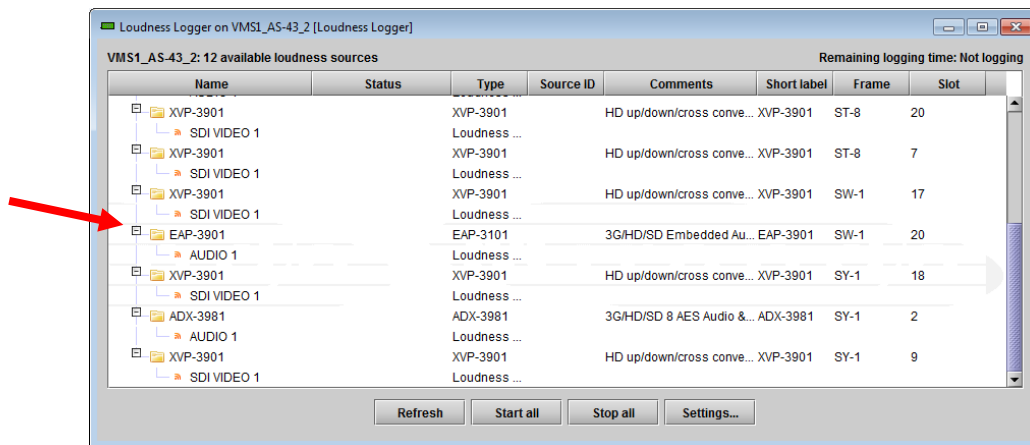 Loudness Logger on VMS1_AS-43_2 [Loudness Logger]
VMS1_AS-43_2: 12 available loudness sources Remaining logging time: Not logging
Name Status Type Source ID Comments Short label Frame Slot
XVP-3901 XVP-3901 HD up/down/cross conve... XVP-3901 ST-8 20
SDI VIDEO 1 Loudness ...
XVP-3901 XVP-3901 HD up/down/cross conve... XVP-3901 ST-8 7
SDI VIDEO 1 Loudness ...
XVP-3901 XVP-3901 HD up/down/cross conve... XVP-3901 SW-1 17
SDI VIDEO 1 Loudness ...
EAP-3901 EAP-3101 3G/HD/SD Embedded Au... EAP-3901 SW-1 20
AUDIO 1 Loudness ...
XVP-3901 XVP-3901 HD up/down/cross conve... XVP-3901 SY-1 18
SDI VIDEO 1 Loudness ...
ADX-3981 ADX-3981 3G/HD/SD 8 AES Audio &... ADX-3981 SY-1 2
AUDIO 1 Loudness ...
XVP-3901 XVP-3901 HD up/down/cross conve... XVP-3901 SY-1 9
SDI VIDEO 1 Loudness ...
Refresh Start all Stop all Settings...